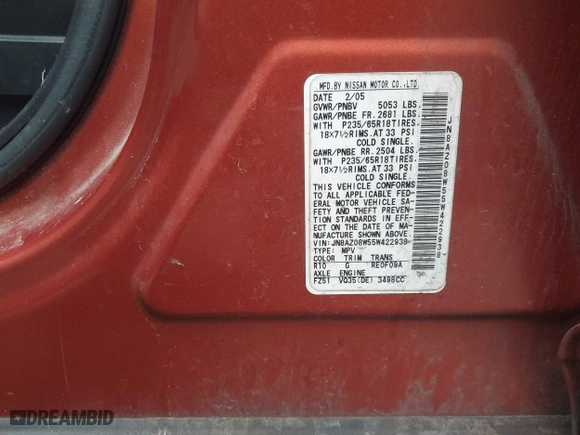 MFD.BY NISSAN MOTOR CO.,LTD.
DATE 2/05
GVWR/PNBV 5053 LBS.
GAWR/PNBE FR.2681 LBS.
WITH P235/65R18TIRES.
18X7½RIMS.AT 33 PSI
COLD SINGLE.
GAWR/PNBE RR.2504 LBS.
WITH P235/65R18TIRES.
18X7½RIMS.AT 33 PSI
COLD SINGLE.
THIS VEHICLE CONFORMS
TO ALL APPLICABLE FED-
ERAL MOTOR VEHICLE SA-
FETY AND THEFT PREVEN-
TION STANDARDS IN EFF-
ECT ON THE DATE OF MA-
NUFACTURE SHOWN ABOVE.
VIN:JN8AZ08W55W422938
TYPE: MPV
COLOR TRIM TRANS
R10 G RE0F09A
AXLE ENGINE
FZ51 VQ35(DE) 3498CC
JN8AZ08W55W422938
DREAMBID